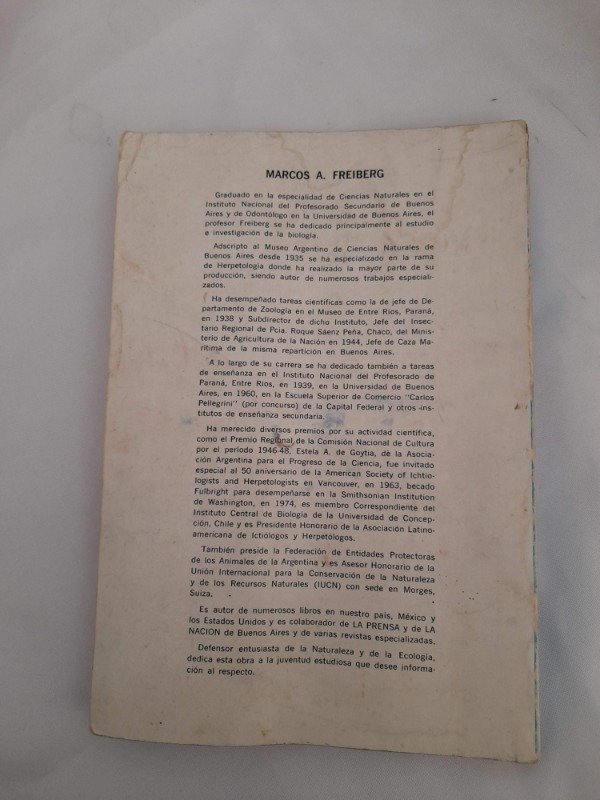 MARCOS A. FREIBERG
Graduado en la especialidad de Ciencias Naturales en el
Instituto Nacional del Profesorado Secundario de Buenos
Aires y de Odontólogo en la Universidad de Buenos Aires, el
profesor Freiberg se ha dedicado principalmente al estudio
e investigación de la biología.
Adscripto al Museo Argentino de Ciencias Naturales de
Buenos Aires desde 1935 se ha especializado en la rama
de Herpetología donde ha realizado la mayor parte de su
producción, siendo autor de numerosos trabajos especiali-
zados.
Ha desempeñado tareas científicas como la de jefe de De-
partamento de Zoología en el Museo de Entre Ríos, Paraná,
en 1938 y Subdirector de dicho Instituto, Jefe del Insec-
tario Regional de Pcia. Roque Sáenz Peña, Chaco, del Minis-
terio de Agricultura de la Nación en 1944, Jefe de Caza Ma-
rítima de la misma repartición en Buenos Aires.
A lo largo de su carrera se ha dedicado también a tareas
de enseñanza en el Instituto Nacional del Profesorado de
Paraná, Entre Ríos, en 1939, en la Universidad de Buenos
Aires, en 1960, en la Escuela Superior de Comercio "Carlos
Pellegrini" (por concurso) de la Capital Federal y otros ins-
titutos de enseñanza secundaria.
Ha merecido diversos premios por su actividad científica,
como el Premio Regional de la Comisión Nacional de Cultura
por el período 1946-48, Estela A. de Goytia, de la Asocia-
ción Argentina para el Progreso de la Ciencia, fue invitado
especial al 50 aniversario de la American Society of Ichtio-
logists and Herpetologists en Vancouver, en 1963, becado
Fulbright para desempeñarse en la Smithsonian Institution
de Washington, en 1974, es miembro Correspondiente del
Instituto Central de Biología de la Universidad de Concep-
ción, Chile y es Presidente Honorario de la Asociación Latino-
americana de Ictiólogos y Herpetólogos.
También preside la Federación de Entidades Protectoras
de los Animales de la Argentina y es Asesor Honorario de la
Unión Internacional para la Conservación de la Naturaleza
y de los Recursos Naturales (IUCN) con sede en Morges,
Suiza.
Es autor de numerosos libros en nuestro país, México y
los Estados Unidos y es colaborador de LA PRENSA y de LA
NACION de Buenos Aires y de varias revistas especializadas.
Defensor entusiasta de la Naturaleza y de la Ecología,
dedica esta obra a la juventud estudiosa que desee informa-
ción al respecto.